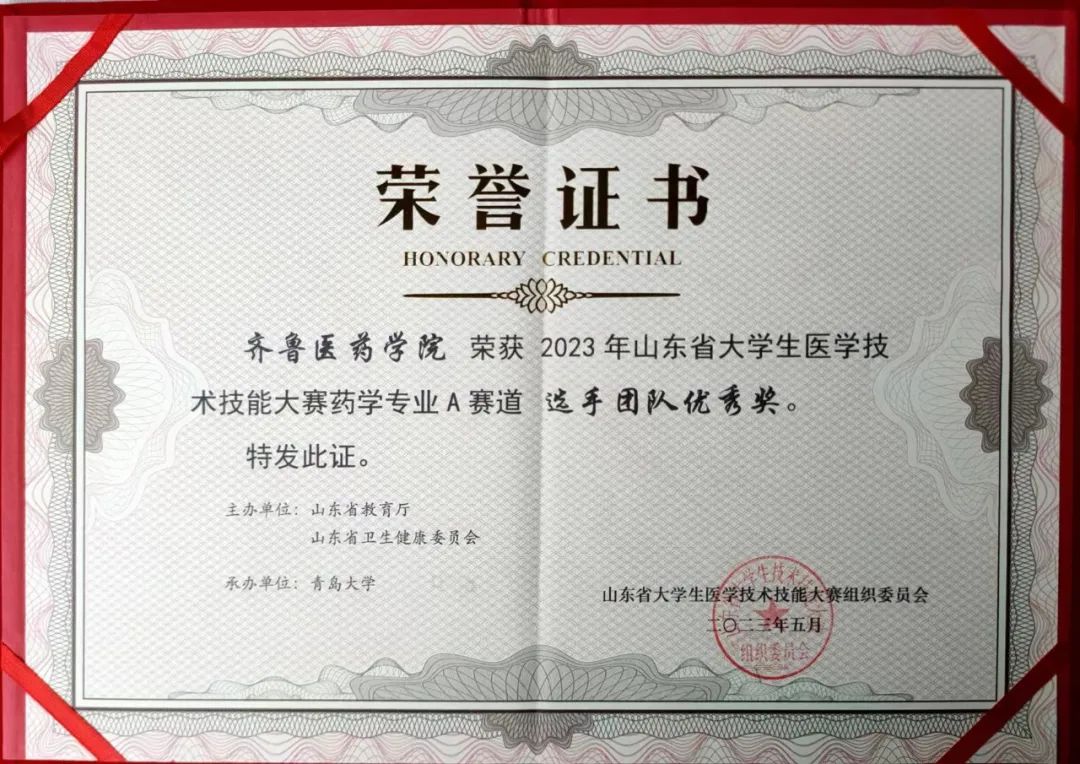 荣誉证书
HONORARY CREDENTIAL
齐鲁医药学院 荣获 2023年山东省大学生医学技
术技能大赛药学专业A赛道 选手团队优秀奖。
特发此证。
主办单位：山东省教育厅
山东省卫生健康委员会
承办单位：青岛大学
山东省大学生医学技术技能大赛组织委员会
二〇二三年五月
组织委员会